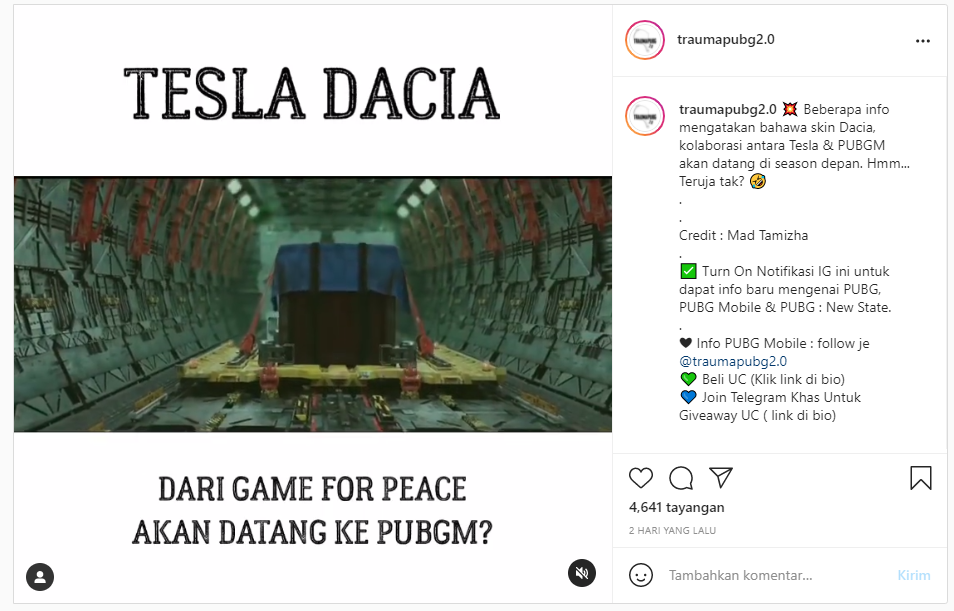 TESLA DACIA
DARI GAME FOR PEACE
AKAN DATANG KE PUBGM?
traumapubg2.0
traumapubg2.0 💥 Beberapa info
mengatakan bahawa skin Dacia,
kolaborasi antara Tesla & PUBGM
akan datang di season depan. Hmm...
Teruja tak? 🤣
.
.
Credit : Mad Tamizha
.
✅ Turn On Notifikasi IG ini untuk
dapat info baru mengenai PUBG,
PUBG Mobile & PUBG : New State.
.
🖤 Info PUBG Mobile : follow je
@traumapubg2.0
💚 Beli UC (Klik link di bio)
💙 Join Telegram Khas Untuk
Giveaway UC ( link di bio)
4,641 tayangan
2 HARI YANG LALU
Tambahkan komentar...
Kirim